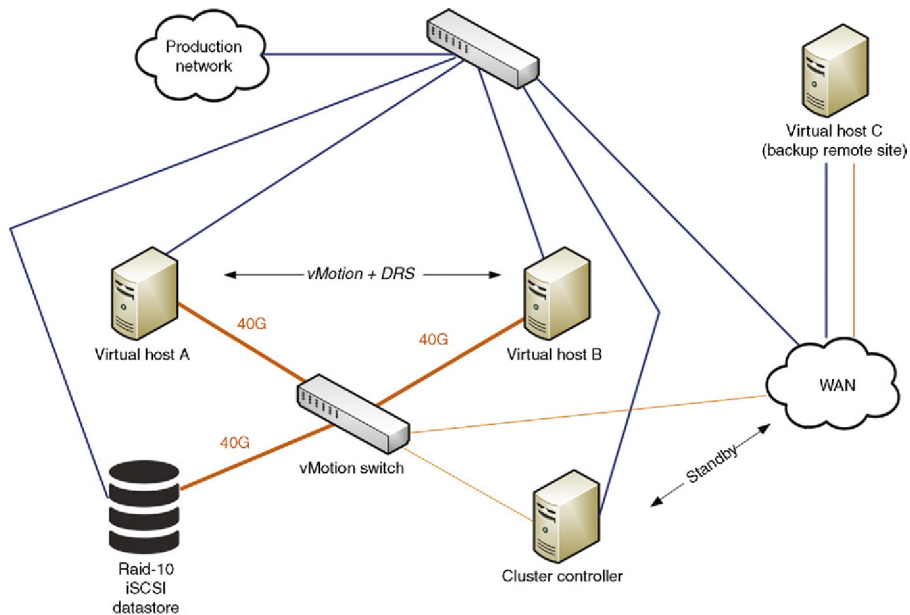 Production
network
Virtual host C
(backup remote site)
vMotion + DRS
Virtual host A
40G
40G
Virtual host B
WAN
40G
vMotion switch
Standby
Raid-10
iSCSI
datastore
Cluster controller